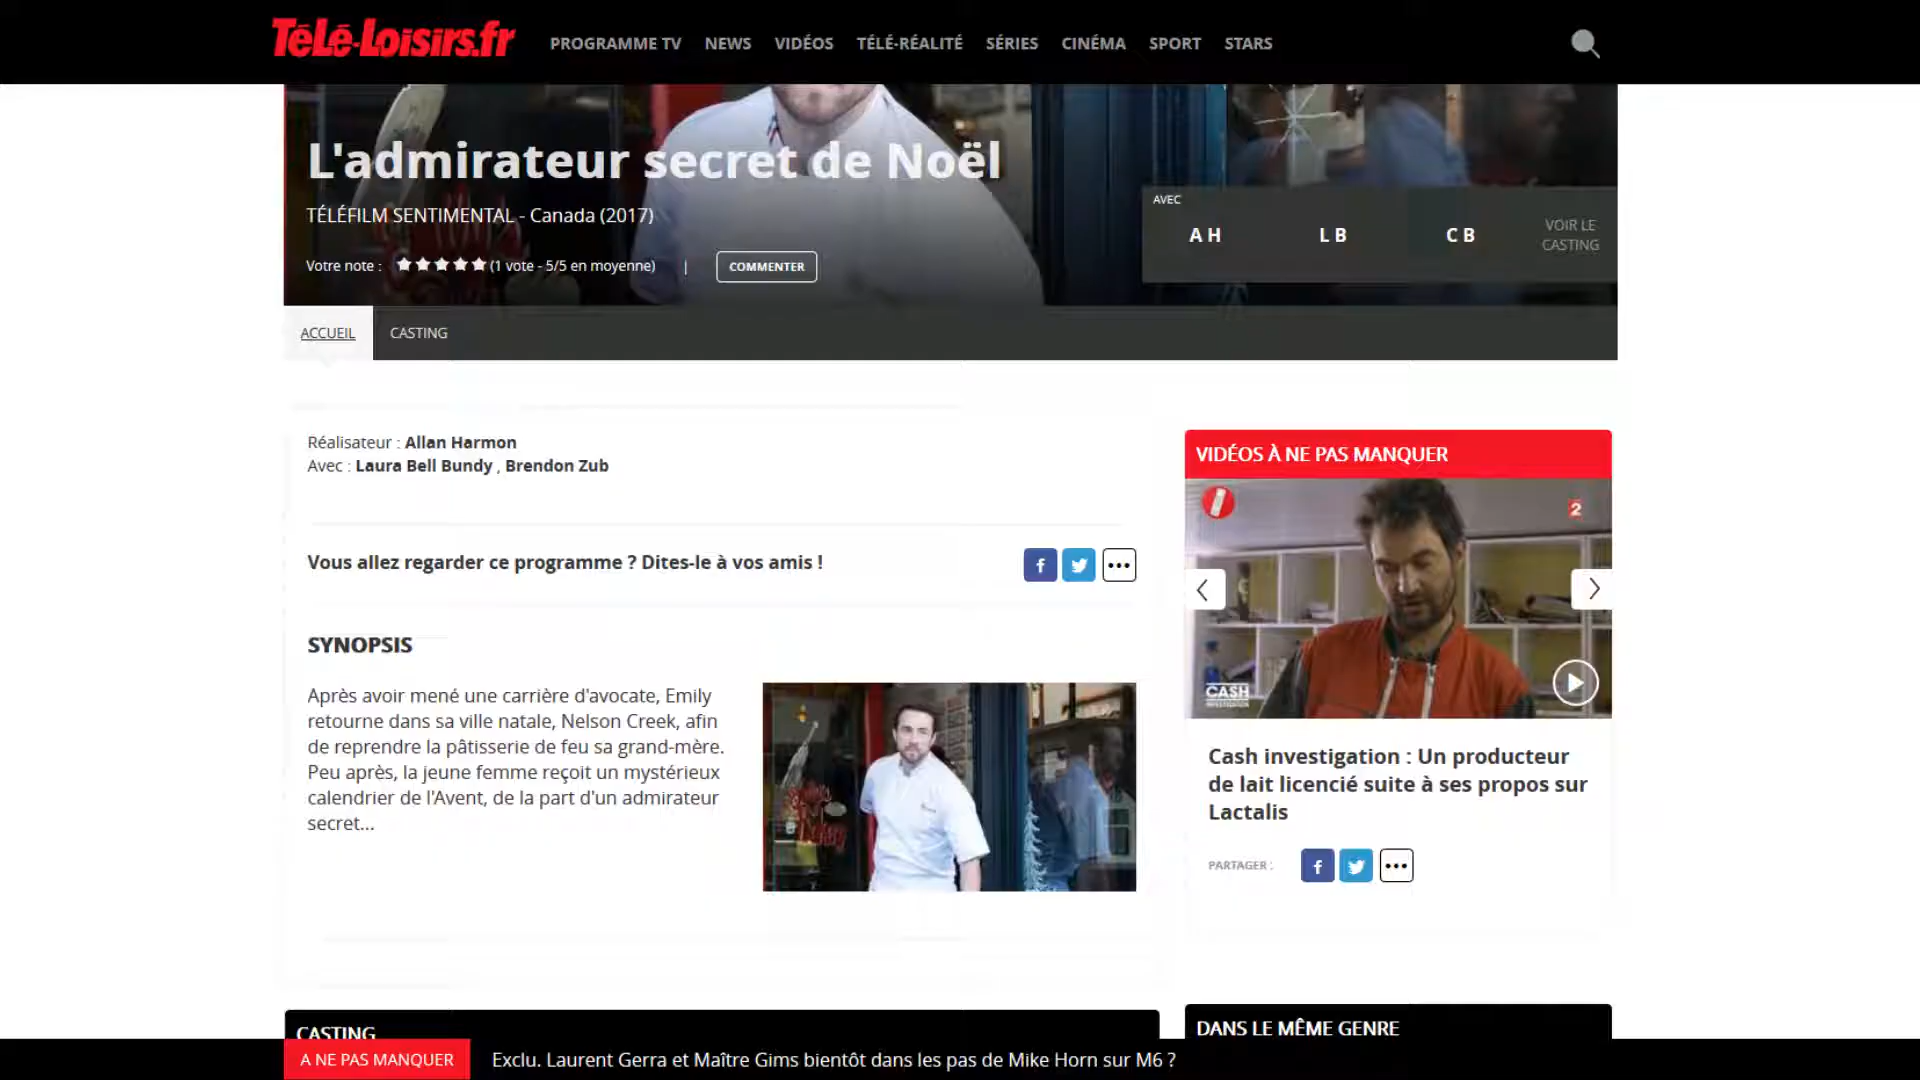 TéLé-Loisirs.fr
PROGRAMME TV NEWS VIDÉOS TÉLÉ-RÉALITÉ SÉRIES CINÉMA SPORT STARS
L'admirateur secret de Noël
TÉLÉFILM SENTIMENTAL - Canada (2017)
Votre note : (1 vote - 5/5 en moyenne) | COMMENTER
AVEC
A H L B C B VOIR LE
CASTING
ACCUEIL CASTING
Réalisateur : Allan Harmon
Avec : Laura Bell Bundy , Brendon Zub
Vous allez regarder ce programme ? Dites-le à vos amis !
SYNOPSIS
Après avoir mené une carrière d'avocate, Emily
retourne dans sa ville natale, Nelson Creek, afin
de reprendre la pâtisserie de feu sa grand-mère.
Peu après, la jeune femme reçoit un mystérieux
calendrier de l'Avent, de la part d'un admirateur
secret...
VIDÉOS À NE PAS MANQUER
2
CASH
INVESTIGATION
Cash investigation : Un producteur
de lait licencié suite à ses propos sur
Lactalis
PARTAGER :
CASTING
DANS LE MÊME GENRE
A NE PAS MANQUER Exclu. Laurent Gerra et Maître Gims bientôt dans les pas de Mike Horn sur M6 ?